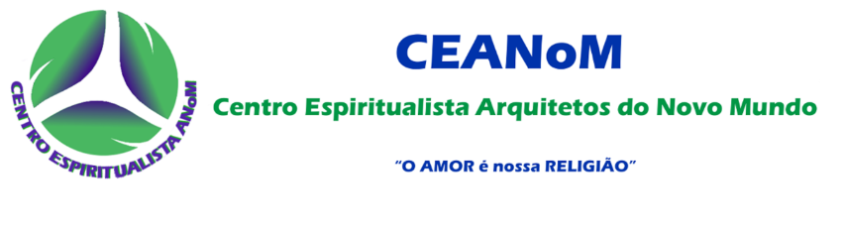 CENTRO ESPIRITUALISTA ANoM
CEANoM
Centro Espiritualista Arquitetos do Novo Mundo
“O AMOR é nossa RELIGIÃO”